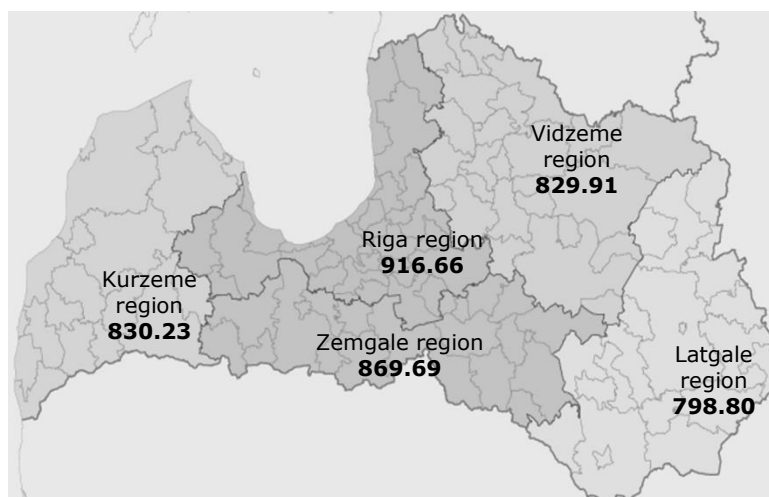 Vidzeme
region
829.91
Riga region
916.66
Kurzeme
region
830.23
Zemgale region
869.69
Latgale
region
798.80